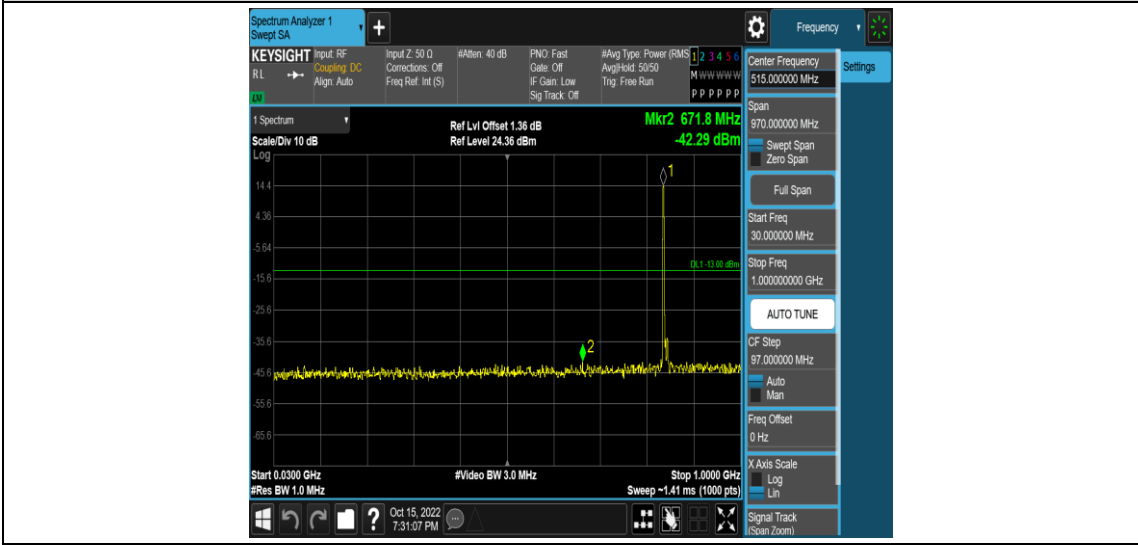 Spectrum Analyzer 1
Swept SA
Frequency
KEYSIGHT
RL
LM
Input: RF
Coupling: DC
Align: Auto
Input Z: 50 Ω
Corrections: Off
Freq Ref: Int (S)
#Atten: 40 dB
PNO: Fast
Gate: Off
IF Gain: Low
Sig Track: Off
#Avg Type: Power (RMS
Avg|Hold: 50/50
Trig: Free Run
1 2 3 4 5 6
M W W W W W
P P P P P P
Center Frequency
515.000000 MHz
Settings
Span
970.000000 MHz
Swept Span
Zero Span
Full Span
Start Freq
30.000000 MHz
Stop Freq
1.000000000 GHz
AUTO TUNE
CF Step
97.000000 MHz
Auto
Man
Freq Offset
0 Hz
X Axis Scale
Log
Lin
Signal Track
(Span Zoom)
1 Spectrum
Scale/Div 10 dB
Log
Ref Lvl Offset 1.36 dB
Ref Level 24.36 dBm
Mkr2 671.8 MHz
-42.29 dBm
1
14.4
4.36
-5.64
DL1 -13.00 dBm
-15.6
-25.6
-35.6
2
-45.6
-55.6
-65.6
Start 0.0300 GHz
#Video BW 3.0 MHz
Stop 1.0000 GHz
#Res BW 1.0 MHz
Sweep ~1.41 ms (1000 pts)
?
Oct 15, 2022
7:31:07 PM